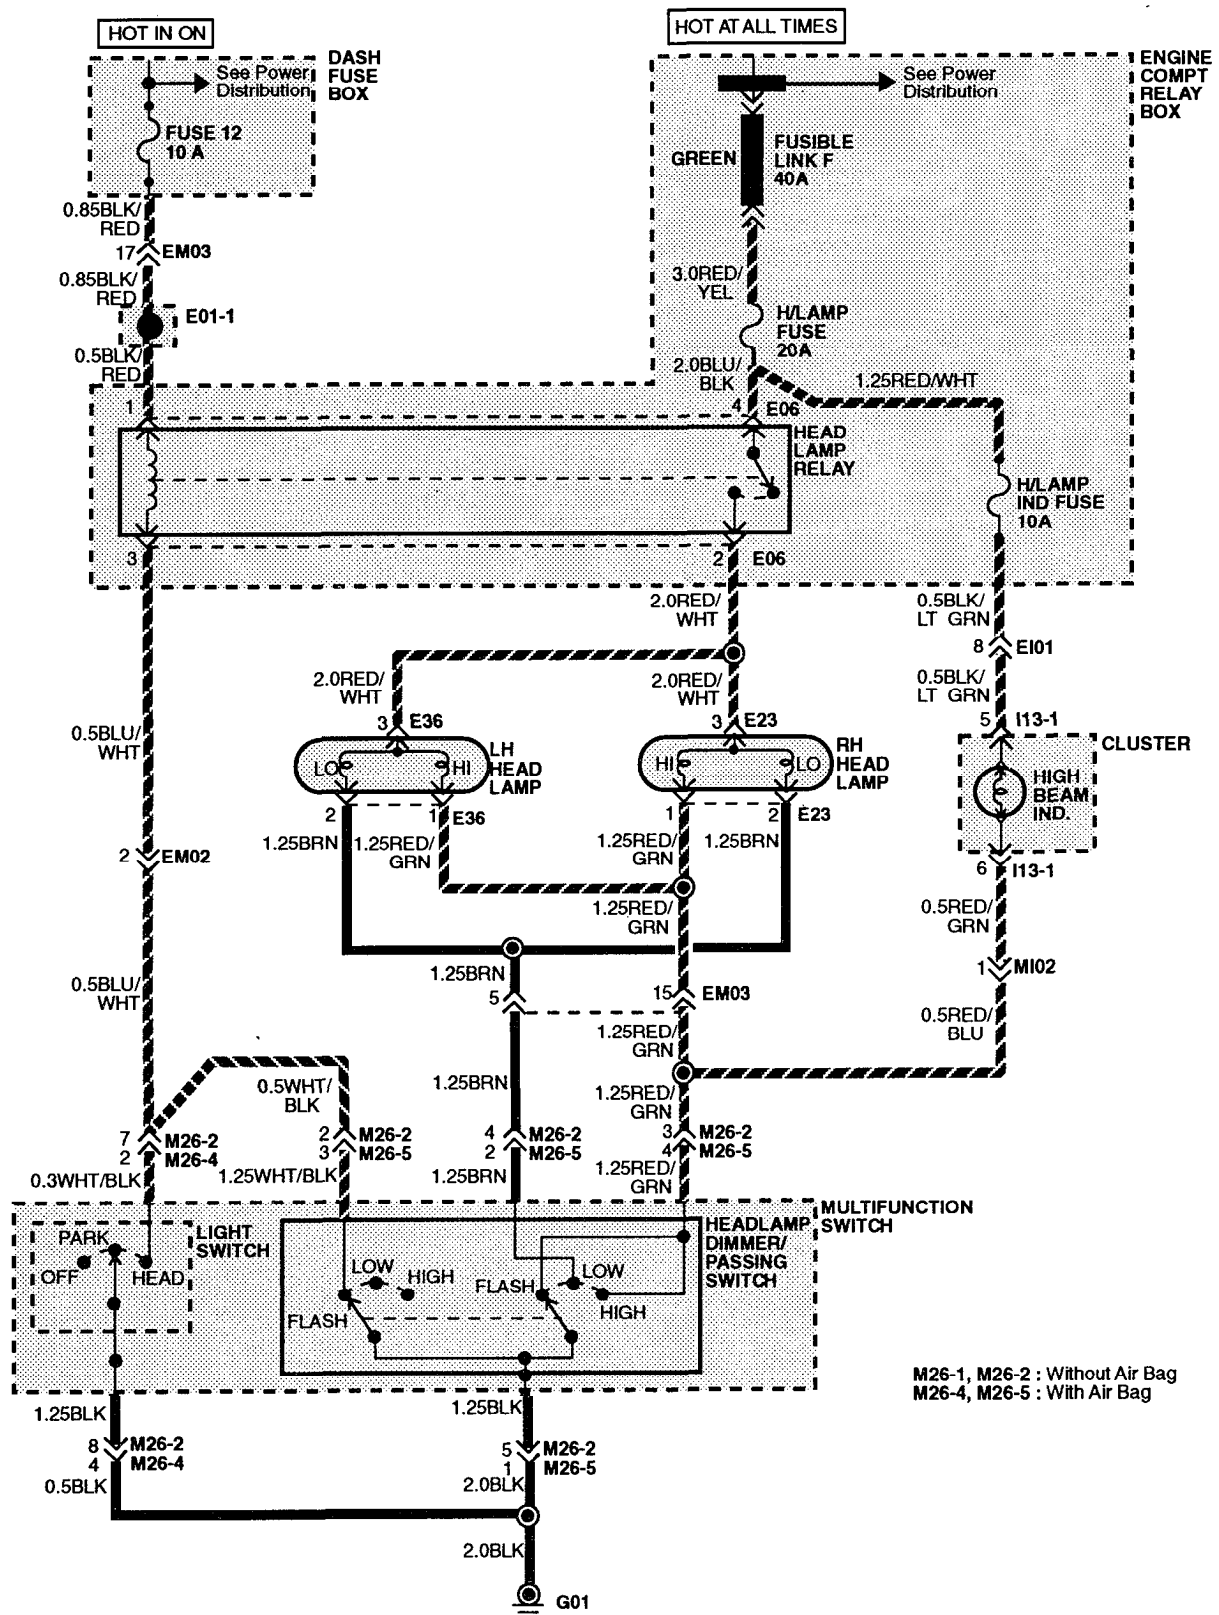 HOT IN ON
HOT AT ALL TIMES
DASH
FUSE
BOX
See Power
Distribution
FUSE 12
10 A
ENGINE
COMPT
RELAY
BOX
See Power
Distribution
GREEN
FUSIBLE
LINK F
40A
0.85BLK/
RED
17
EM03
0.85BLK/
RED
E01-1
0.5BLK/
RED
3.0RED/
YEL
H/LAMP
FUSE
20A
2.0BLU/
BLK
1.25RED/WHT
1
4
E06
HEAD
LAMP
RELAY
H/LAMP
IND FUSE
10A
3
2
E06
2.0RED/
WHT
0.5BLK/
LT GRN
8
EI01
2.0RED/
WHT
2.0RED/
WHT
0.5BLK/
LT GRN
3
E36
3
E23
5
I13-1
0.5BLU/
WHT
LO
HI
LH
HEAD
LAMP
HI
LO
RH
HEAD
LAMP
CLUSTER
HIGH
BEAM
IND.
2
1
E36
1
2
E23
1.25BRN
1.25RED/
GRN
1.25RED/
GRN
1.25BRN
2
EM02
6
I13-1
1.25RED/
GRN
0.5RED/
GRN
1.25BRN
1
MI02
0.5BLU/
WHT
5
15
EM03
0.5RED/
BLU
1.25RED/
GRN
0.5WHT/
BLK
1.25BRN
1.25RED/
GRN
7
M26-2
2
M26-4
2
M26-2
3
M26-5
4
M26-2
2
M26-5
3
M26-2
4
M26-5
0.3WHT/BLK
1.25WHT/BLK
1.25BRN
1.25RED/
GRN
MULTIFUNCTION
SWITCH
LIGHT
SWITCH
PARK
OFF
HEAD
HEADLAMP
DIMMER/
PASSING
SWITCH
LOW
HIGH
FLASH
FLASH
LOW
HIGH
M26-1, M26-2 : Without Air Bag
M26-4, M26-5 : With Air Bag
1.25BLK
1.25BLK
8
M26-2
4
M26-4
5
M26-2
1
M26-5
0.5BLK
2.0BLK
2.0BLK
G01